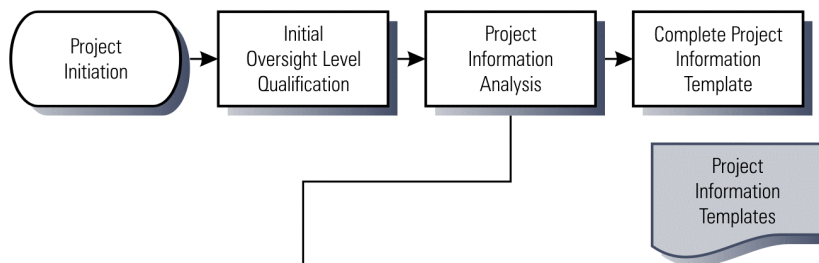 Project
Initiation
Initial
Oversight Level
Qualification
Project
Information
Analysis
Complete Project
Information
Template
Project
Information
Templates